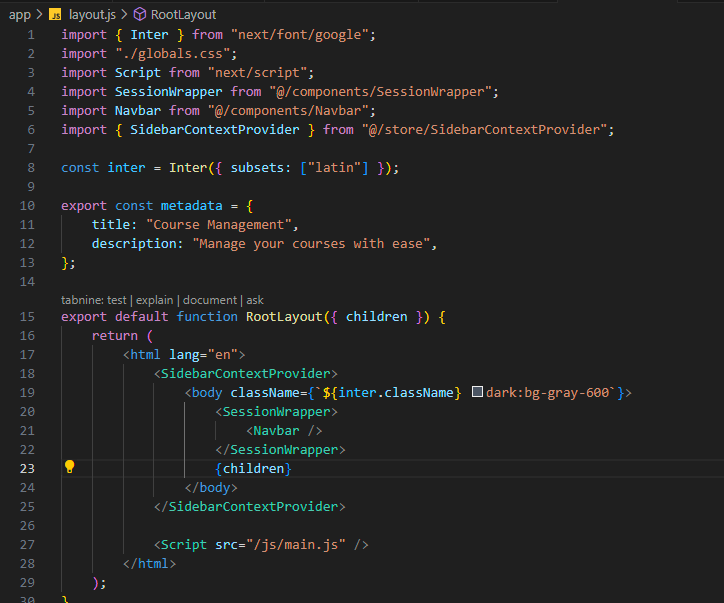 app > JS layout.js > RootLayout
1 import { Inter } from "next/font/google";
2 import "./globals.css";
3 import Script from "next/script";
4 import SessionWrapper from "@/components/SessionWrapper";
5 import Navbar from "@/components/Navbar";
6 import { SidebarContextProvider } from "@/store/SidebarContextProvider";
7
8 const inter = Inter({ subsets: ["latin"] });
9
10 export const metadata = {
11     title: "Course Management",
12     description: "Manage your courses with ease",
13 };
14
tabnine: test | explain | document | ask
15 export default function RootLayout({ children }) {
16     return (
17         <html lang="en">
18             <SidebarContextProvider>
19                 <body className={`${inter.className} dark:bg-gray-600`}>
20                     <SessionWrapper>
21                         <Navbar />
22                     </SessionWrapper>
23                     {children}
24                 </body>
25             </SidebarContextProvider>
26
27             <Script src="/js/main.js" />
28         </html>
29     );
30 }